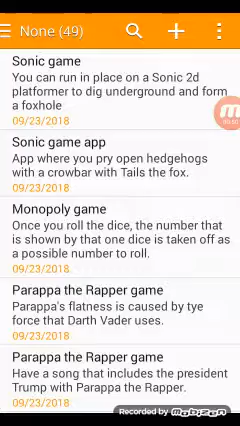 None (49)
Sonic game
You can run in place on a Sonic 2d
platformer to dig underground and form
a foxhole
09/23/2018
Sonic game app
App where you pry open hedgehogs
with a crowbar with Tails the fox.
09/23/2018
Monopoly game
Once you roll the dice, the number that
is shown by that one dice is taken off as
a possible number to roll.
09/23/2018
Parappa the Rapper game
Parappa's flatness is caused by tye
force that Darth Vader uses.
09/23/2018
Parappa the Rapper game
Have a song that includes the president
Trump with Parappa the Rapper.
09/23/2018
Recorded by mobizen